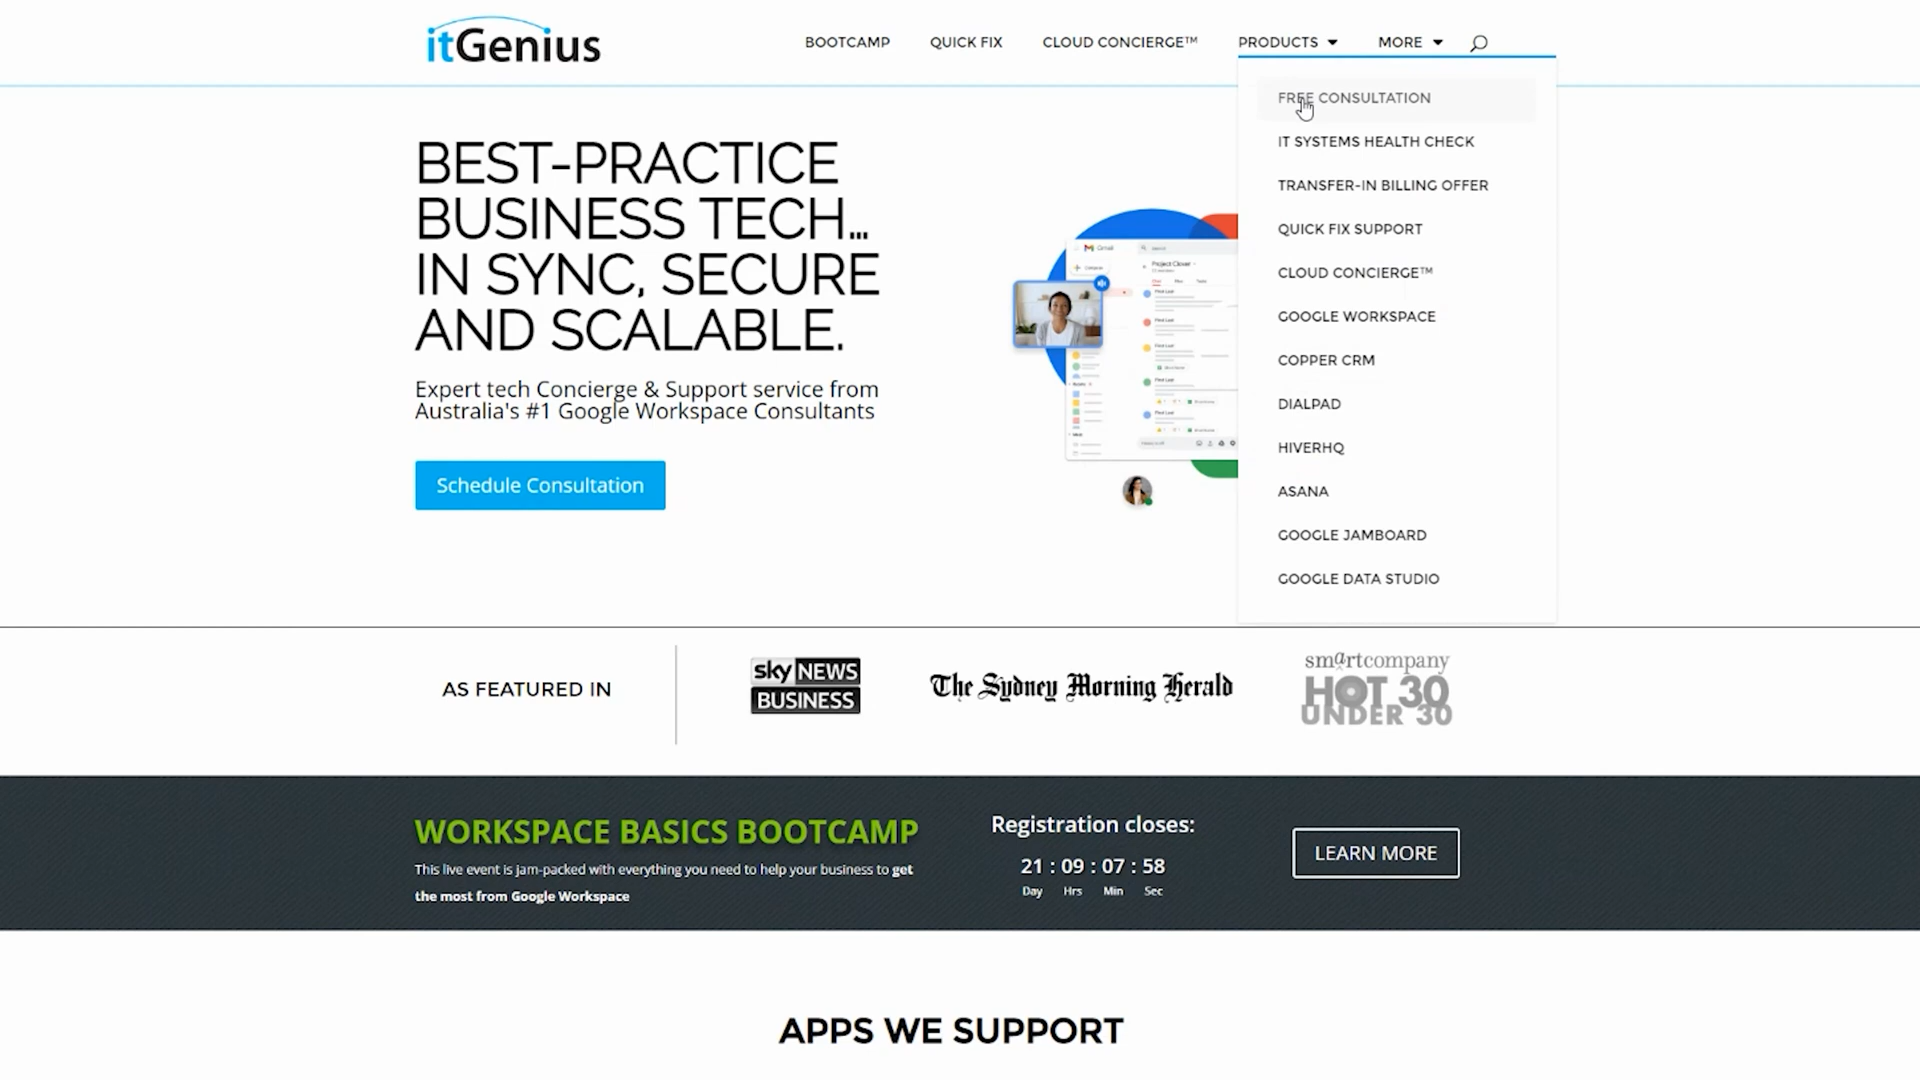 itGenius
BOOTCAMP
QUICK FIX
CLOUD CONCIERGE™
PRODUCTS
MORE
FREE CONSULTATION
IT SYSTEMS HEALTH CHECK
TRANSFER-IN BILLING OFFER
QUICK FIX SUPPORT
CLOUD CONCIERGE™
GOOGLE WORKSPACE
COPPER CRM
DIALPAD
HIVERHQ
ASANA
GOOGLE JAMBOARD
GOOGLE DATA STUDIO
BEST-PRACTICE
BUSINESS TECH...
IN SYNC, SECURE
AND SCALABLE.
Expert tech Concierge & Support service from
Australia's #1 Google Workspace Consultants
Schedule Consultation
Gmail
Project Clover
AS FEATURED IN
sky NEWS
BUSINESS
The Sydney Morning Herald
smartcompany
HOT 30
UNDER 30
WORKSPACE BASICS BOOTCAMP
This live event is jam-packed with everything you need to help your business to get
the most from Google Workspace
Registration closes:
21 : 09 : 07 : 58
Day Hrs Min Sec
LEARN MORE
APPS WE SUPPORT